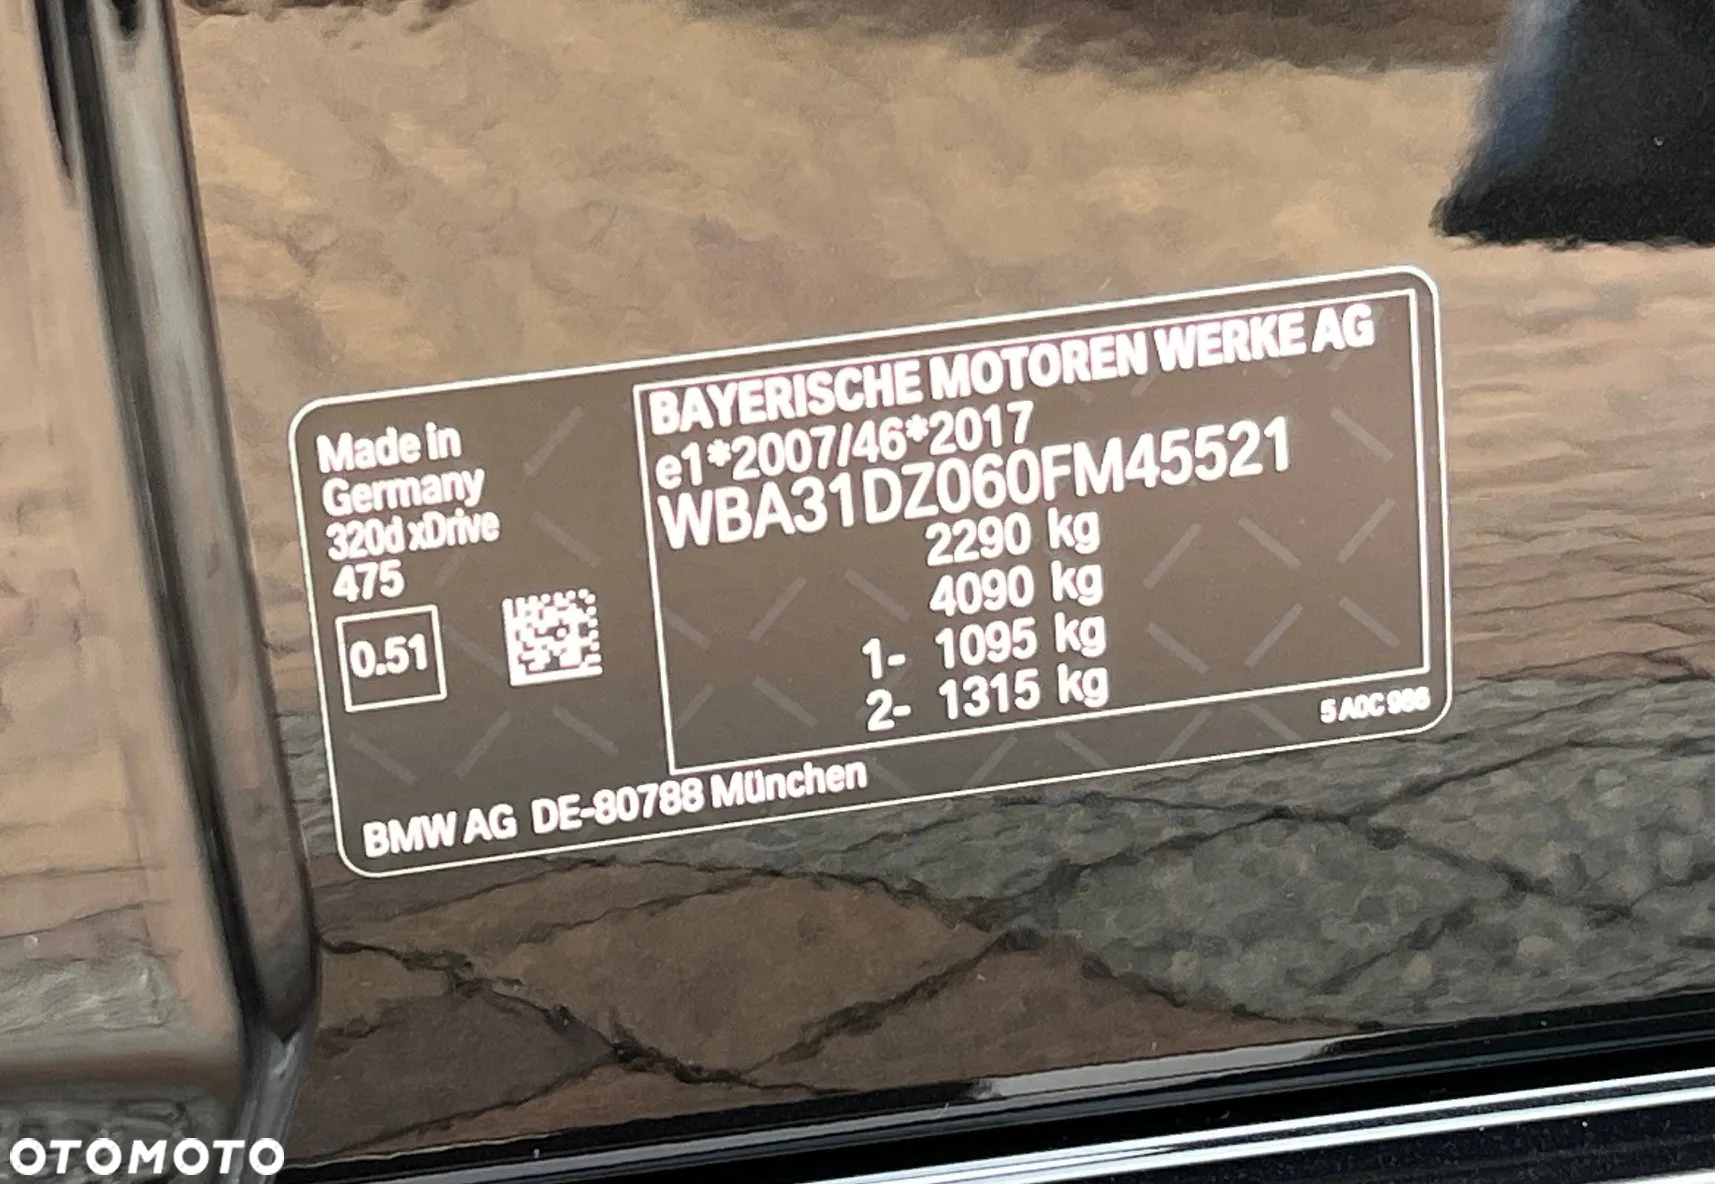 Made in
Germany
320d xDrive
475
0.51
BAYERISCHE MOTOREN WERKE AG
e1*2007/46*2017
WBA31DZ060FM45521
2290 kg
4090 kg
1- 1095 kg
2- 1315 kg
5 A0C 986
BMW AG DE-80788 München
OTOMOTO